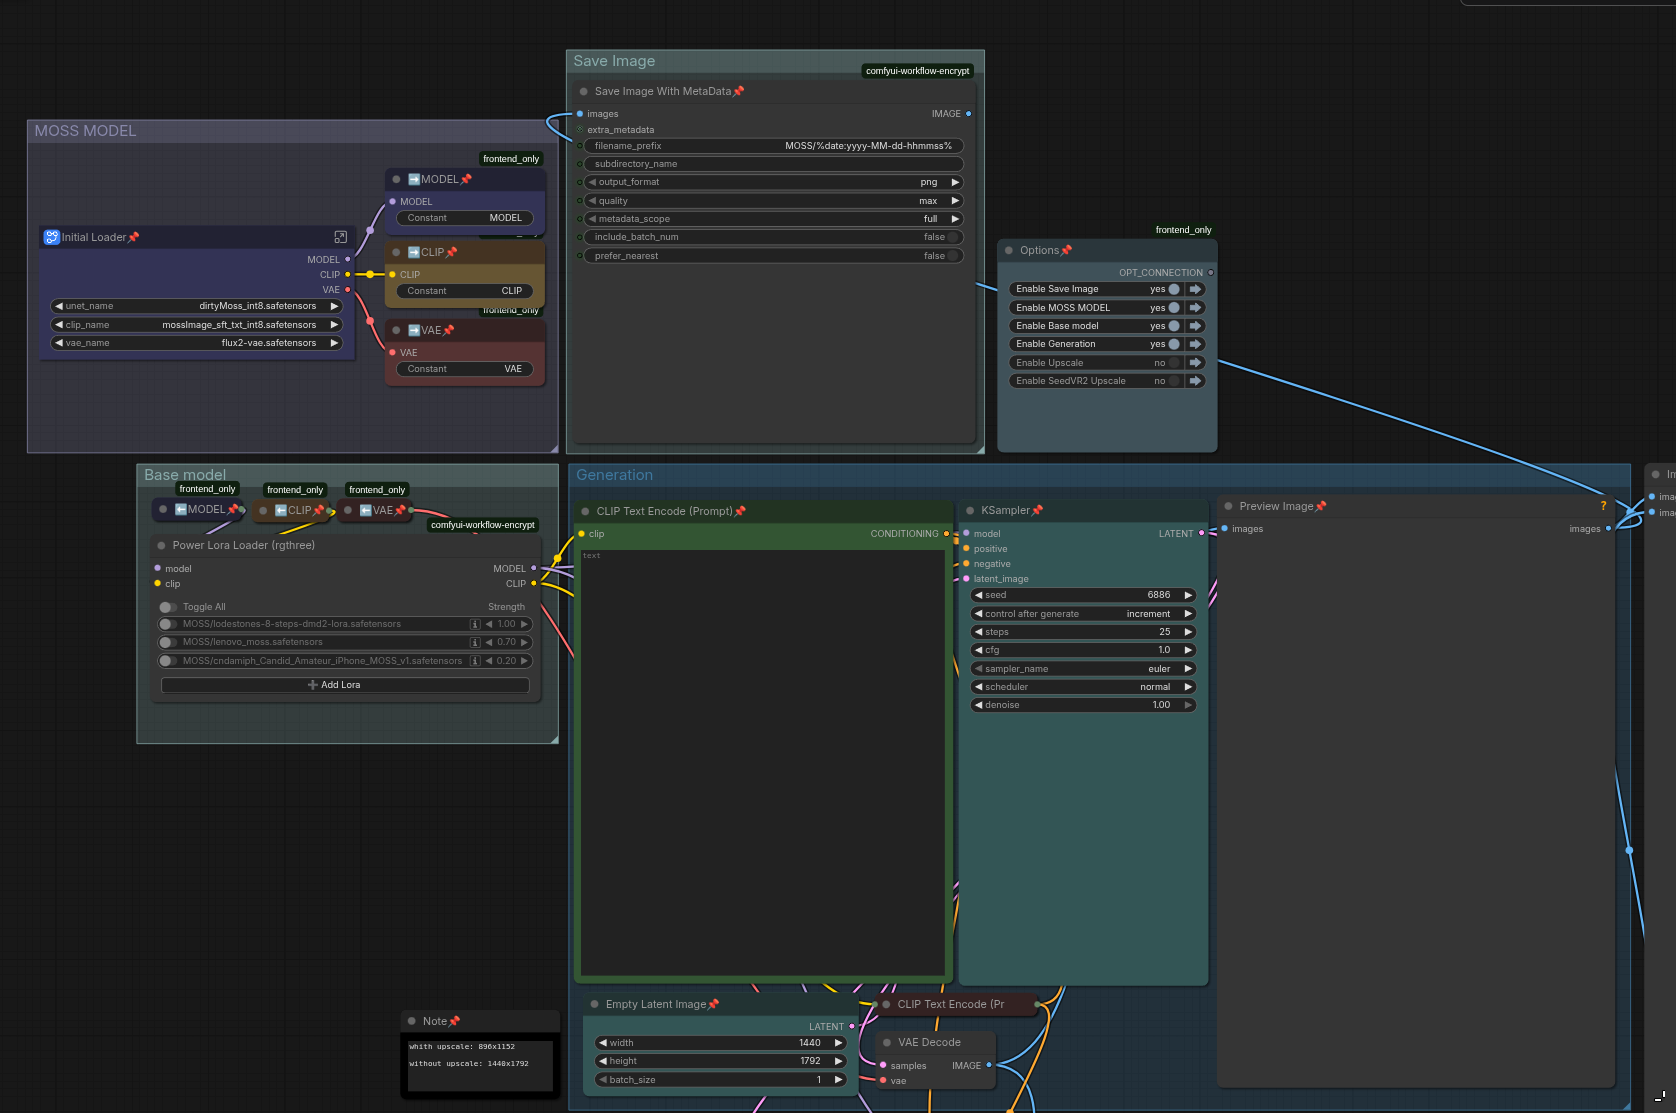 Save Image
comfyui-workflow-encrypt
Save Image With MetaData
images
IMAGE
extra_metadata
filename_prefix MOSS/%date:yyyy-MM-dd-hhmmss%
subdirectory_name
output_format png
quality max
metadata_scope full
include_batch_num false
prefer_nearest false
MOSS MODEL
frontend_only
MODEL
MODEL
Constant MODEL
Initial Loader
MODEL
CLIP
VAE
unet_name dirtyMoss_int8.safetensors
clip_name mossImage_sft_txt_int8.safetensors
vae_name flux2-vae.safetensors
CLIP
CLIP
Constant CLIP
frontend_only
VAE
VAE
Constant VAE
frontend_only
Options
OPT_CONNECTION
Enable Save Image yes
Enable MOSS MODEL yes
Enable Base model yes
Enable Generation yes
Enable Upscale no
Enable SeedVR2 Upscale no
Base model
frontend_only
frontend_only
frontend_only
MODEL
CLIP
VAE
comfyui-workflow-encrypt
Power Lora Loader (rgthree)
model MODEL
clip CLIP
Toggle All Strength
MOSS/lodestones-8-steps-dmd2-lora.safetensors 1.00
MOSS/lenovo_moss.safetensors 0.70
MOSS/cndamiph_Candid_Amateur_iPhone_MOSS_v1.safetensors 0.20
Add Lora
Generation
CLIP Text Encode (Prompt)
clip CONDITIONING
text
KSampler
model LATENT
positive
negative
latent_image
seed 6886
control after generate increment
steps 25
cfg 1.0
sampler_name euler
scheduler normal
denoise 1.00
Preview Image
?
images images
Empty Latent Image
LATENT
width 1440
height 1792
batch_size 1
CLIP Text Encode (Pr
VAE Decode
samples IMAGE
vae
Note
whith upscale: 896x1152
without upscale: 1440x1792